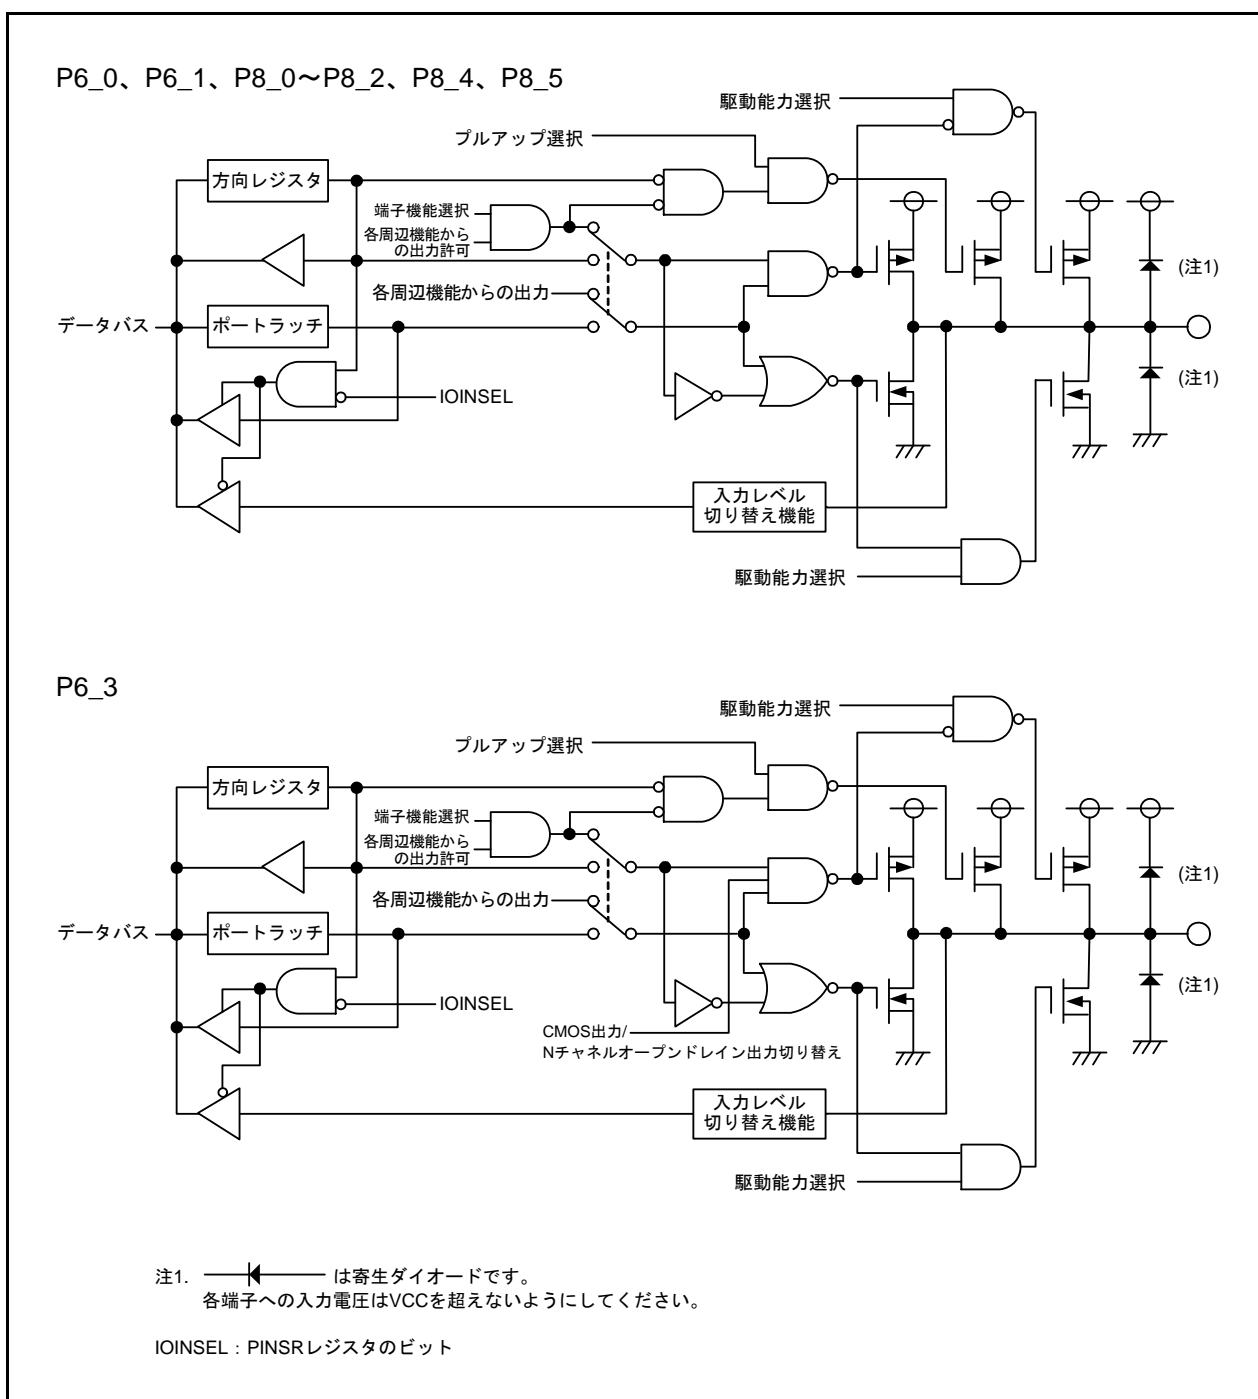 P6_0、P6_1、P8_0～P8_2、P8_4、P8_5
駆動能力選択
プルアップ選択
方向レジスタ
端子機能選択
各周辺機能から
の出力許可
(注1)
各周辺機能からの出力
データバス
ポートラッチ
(注1)
IOINSEL
入力レベル
切り替え機能
駆動能力選択
P6_3
駆動能力選択
プルアップ選択
方向レジスタ
端子機能選択
各周辺機能から
の出力許可
(注1)
各周辺機能からの出力
データバス
ポートラッチ
(注1)
IOINSEL
CMOS出力/
Nチャネルオープンドレイン出力切り替え
入力レベル
切り替え機能
駆動能力選択
注1. は寄生ダイオードです。
各端子への入力電圧はVCCを超えないようにしてください。
IOINSEL：PINSRレジスタのビット